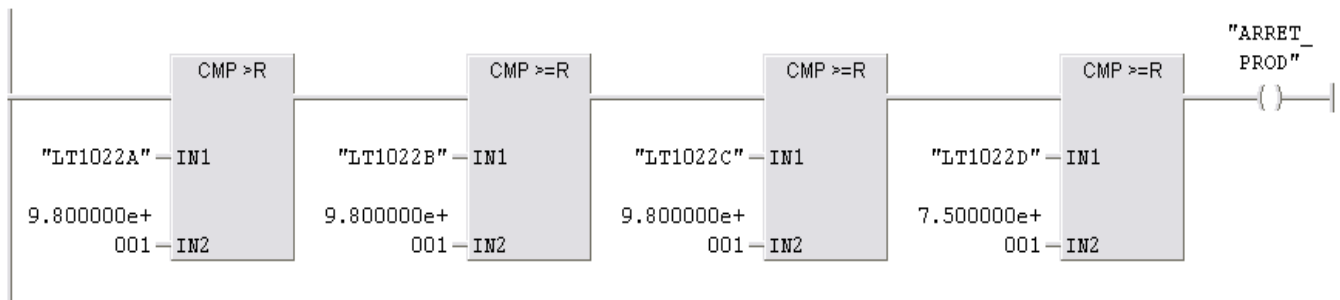 "ARRET_
PROD"
CMP >R
CMP >=R
CMP >=R
CMP >=R
( )
"LT1022A" IN1
"LT1022B" IN1
"LT1022C" IN1
"LT1022D" IN1
9.800000e+
001 IN2
9.800000e+
001 IN2
9.800000e+
001 IN2
7.500000e+
001 IN2